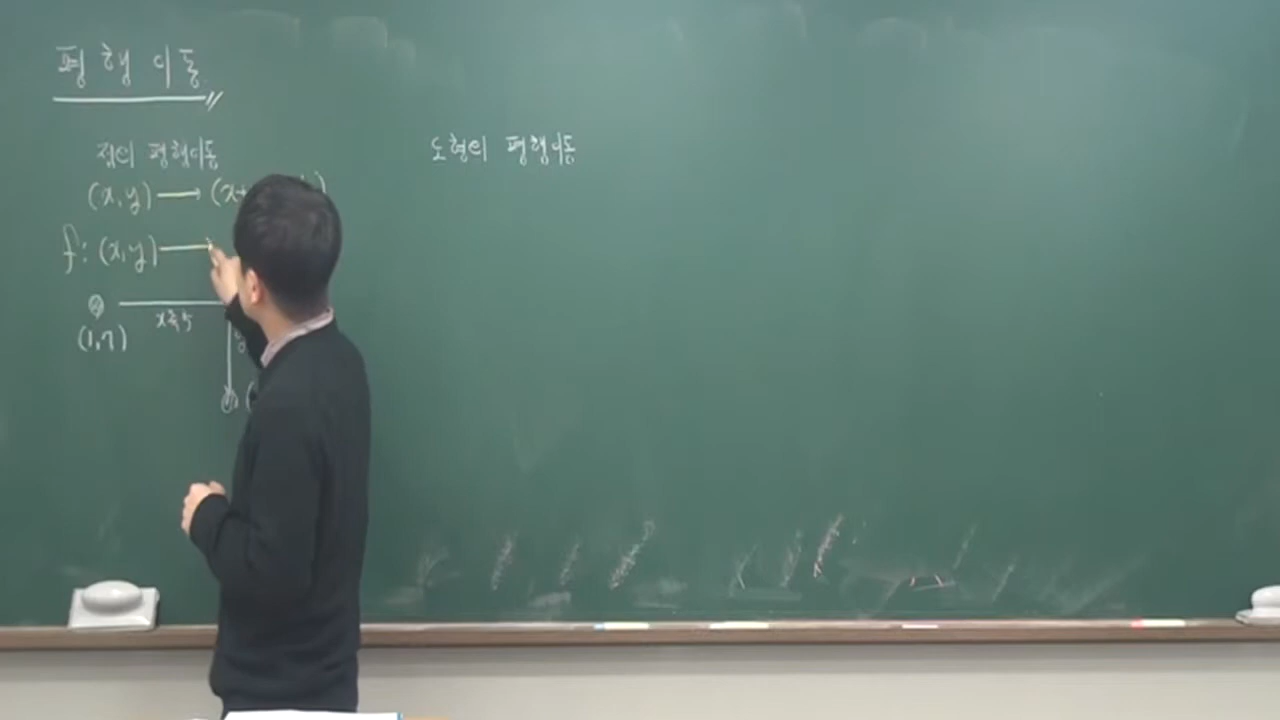 평행이동
점의 평행이동
(x,y) → (x+
f: (x,y) →
x축 5
(1,7)
도형의 평행이동